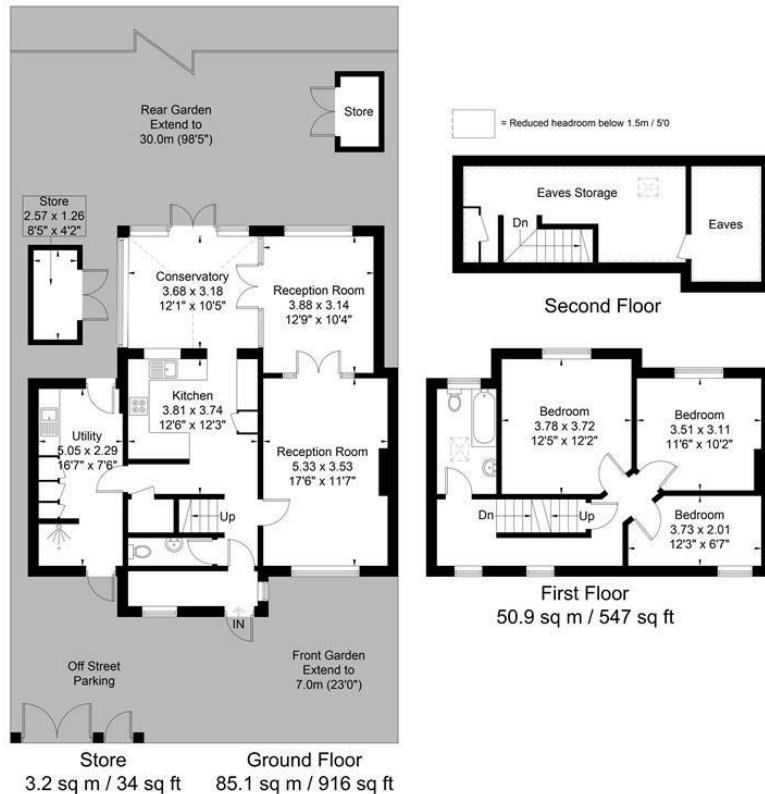 Rear Garden
Extend to
30.0m (98'5")
Store
Store
2.57 x 1.26
8'5" x 4'2"
Conservatory
3.68 x 3.18
12'1" x 10'5"
Reception Room
3.88 x 3.14
12'9" x 10'4"
Kitchen
3.81 x 3.74
12'6" x 12'3"
Utility
5.05 x 2.29
16'7" x 7'6"
Reception Room
5.33 x 3.53
17'6" x 11'7"
Up
IN
Off Street
Parking
Front Garden
Extend to
7.0m (23'0")
Store
3.2 sq m / 34 sq ft
Ground Floor
85.1 sq m / 916 sq ft
= Reduced headroom below 1.5m / 5'0
Eaves Storage
Dn
Eaves
Second Floor
Bedroom
3.78 x 3.72
12'5" x 12'2"
Bedroom
3.51 x 3.11
11'6" x 10'2"
Dn
Up
Bedroom
3.73 x 2.01
12'3" x 6'7"
First Floor
50.9 sq m / 547 sq ft